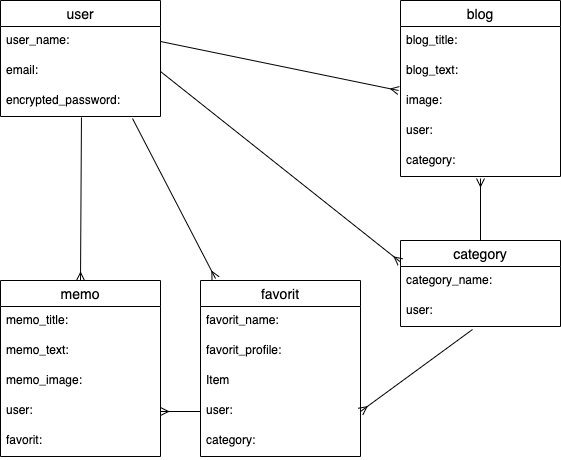 user
user_name:
email:
encrypted_password:
blog
blog_title:
blog_text:
image:
user:
category:
category
category_name:
user:
memo
memo_title:
memo_text:
memo_image:
user:
favorit:
favorit
favorit_name:
favorit_profile:
Item
user:
category: